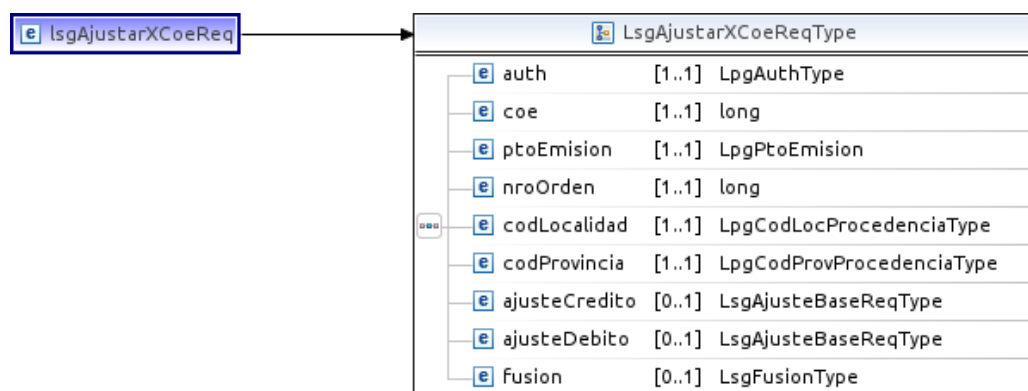 e lsgAjustarXCoeReq
LsgAjustarXCoeReqType
e auth [1..1] LpgAuthType
e coe [1..1] long
e ptoEmision [1..1] LpgPtoEmision
e nroOrden [1..1] long
e codLocalidad [1..1] LpgCodLocProcedenciaType
e codProvincia [1..1] LpgCodProvProcedenciaType
e ajusteCredito [0..1] LsgAjusteBaseReqType
e ajusteDebito [0..1] LsgAjusteBaseReqType
e fusion [0..1] LsgFusionType